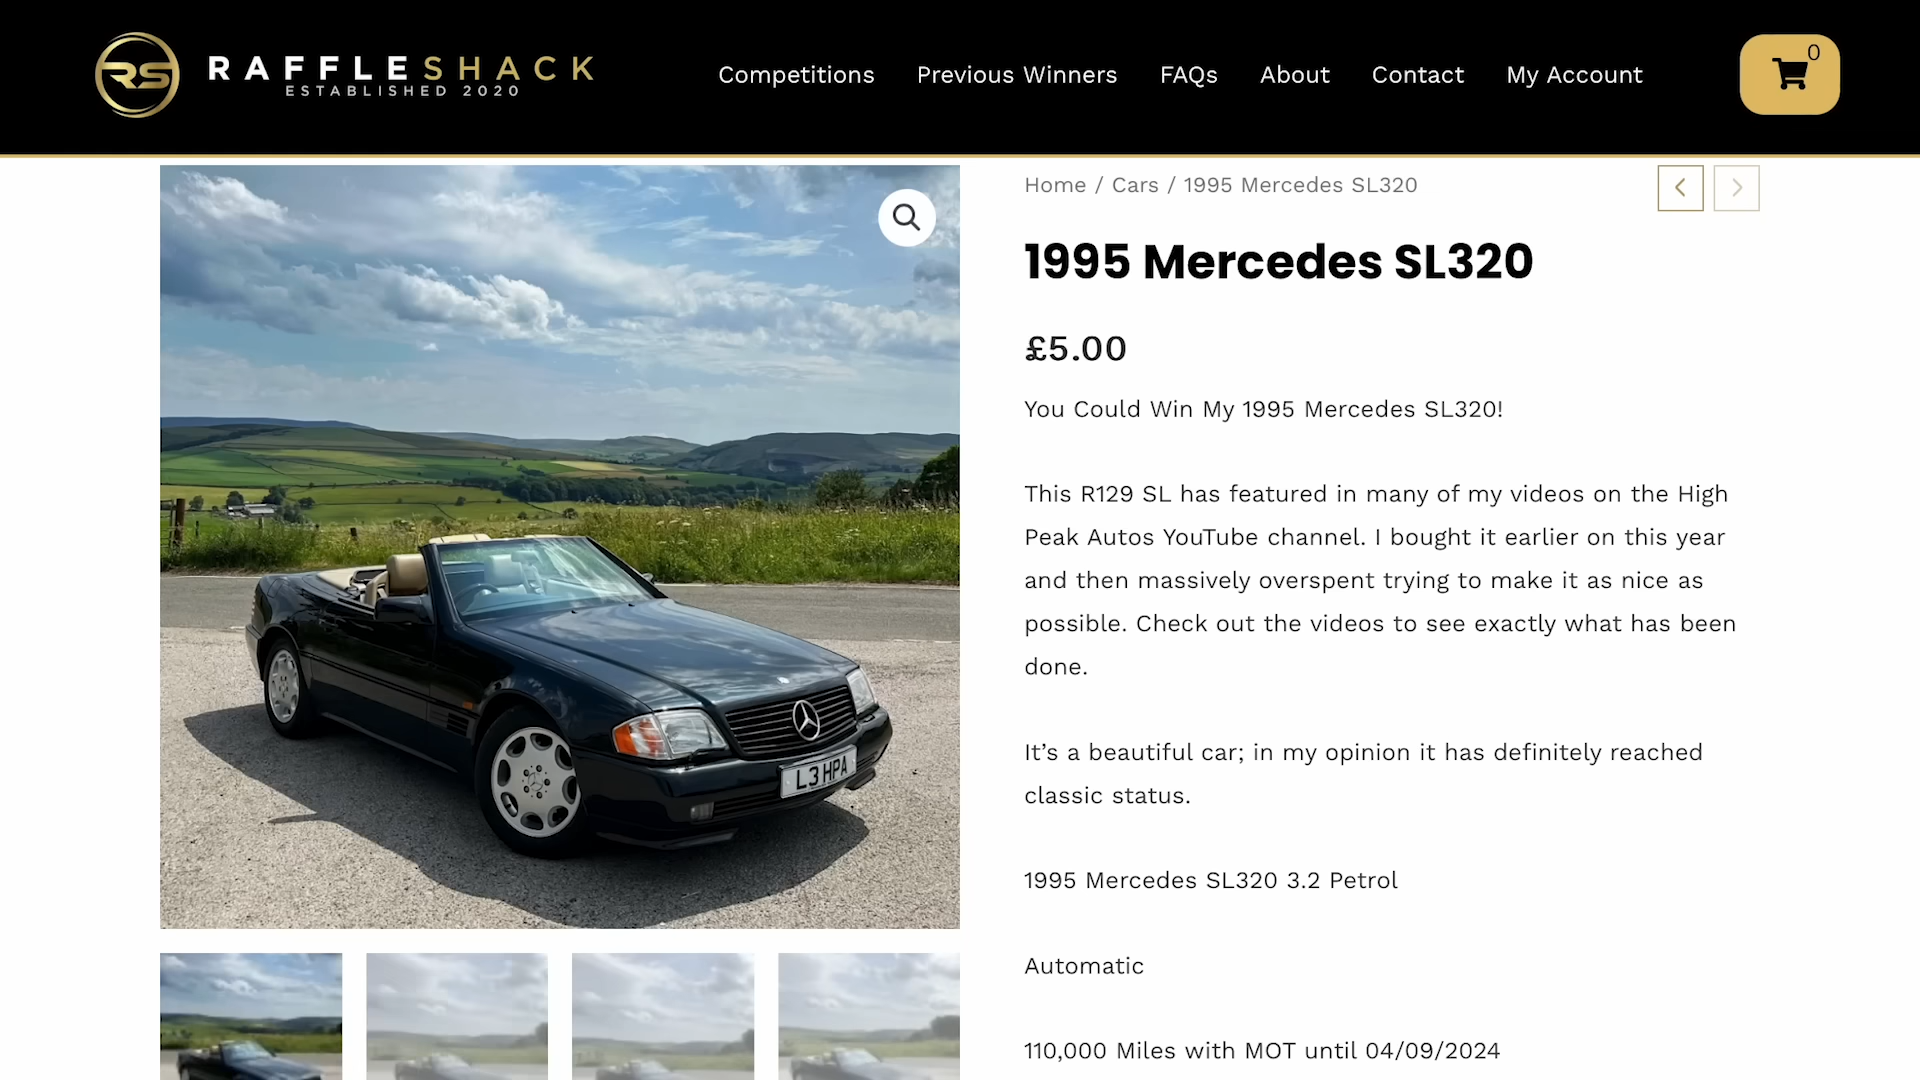 RS RAFFLESHACK
ESTABLISHED 2020
Competitions Previous Winners FAQs About Contact My Account
0
Home / Cars / 1995 Mercedes SL320
1995 Mercedes SL320
£5.00
You Could Win My 1995 Mercedes SL320!
This R129 SL has featured in many of my videos on the High
Peak Autos YouTube channel. I bought it earlier on this year
and then massively overspent trying to make it as nice as
possible. Check out the videos to see exactly what has been
done.
It’s a beautiful car; in my opinion it has definitely reached
classic status.
1995 Mercedes SL320 3.2 Petrol
Automatic
110,000 Miles with MOT until 04/09/2024
L3 HPA